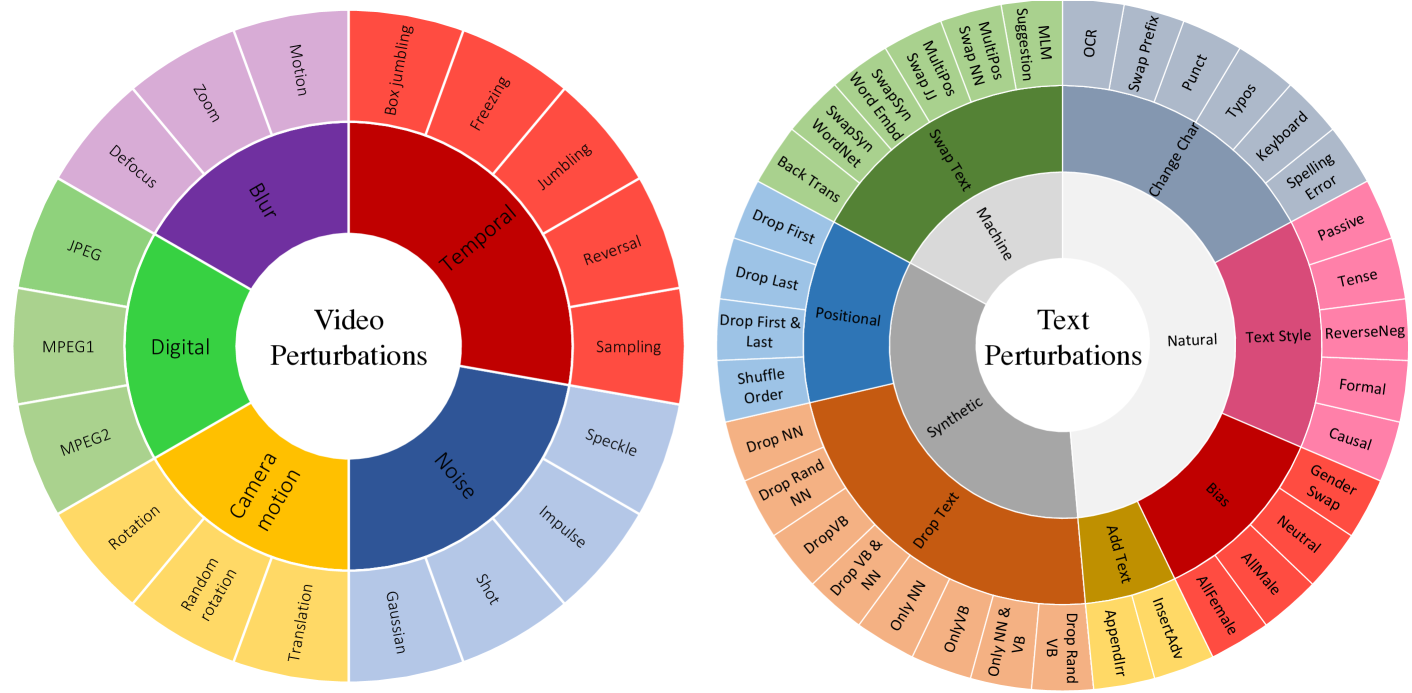 Video
Perturbations
Temporal
Box jumbling
Freezing
Jumbling
Reversal
Sampling
Noise
Speckle
Impulse
Shot
Gaussian
Camera
motion
Translation
Random
rotation
Rotation
Digital
MPEG2
MPEG1
JPEG
Blur
Defocus
Zoom
Motion
Text
Perturbations
Natural
Change Char
OCR
Swap Prefix
Punct
Typos
Keyboard
Spelling
Error
Text Style
Passive
Tense
ReverseNeg
Formal
Causal
Bias
Gender
Swap
Neutral
AllMale
AllFemale
Add Text
InsertAdv
AppendIrr
Synthetic
Drop Text
Drop Rand
VB
Only NN &
VB
OnlyVB
Only NN
Drop VB &
NN
DropVB
Drop Rand
NN
Drop NN
Positional
Shuffle
Order
Drop First &
Last
Drop Last
Drop First
Machine
Swap Text
Back Trans
SwapSyn
WordNet
SwapSyn
Word Embd
MultiPos
Swap JJ
MultiPos
Swap NN
MLM
Suggestion